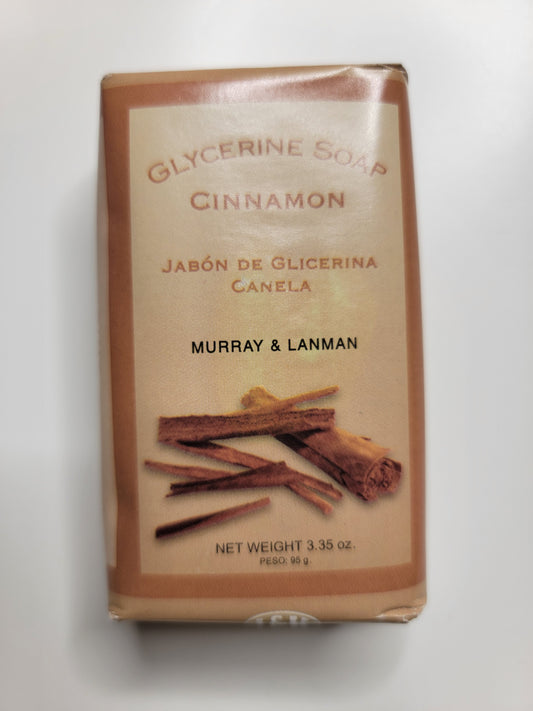 GLYCERINE SOAP
CINNAMON
JABÓN DE GLICERINA
CANELA
MURRAY & LANMAN
NET WEIGHT 3.35 oz.
PESO: 95 g